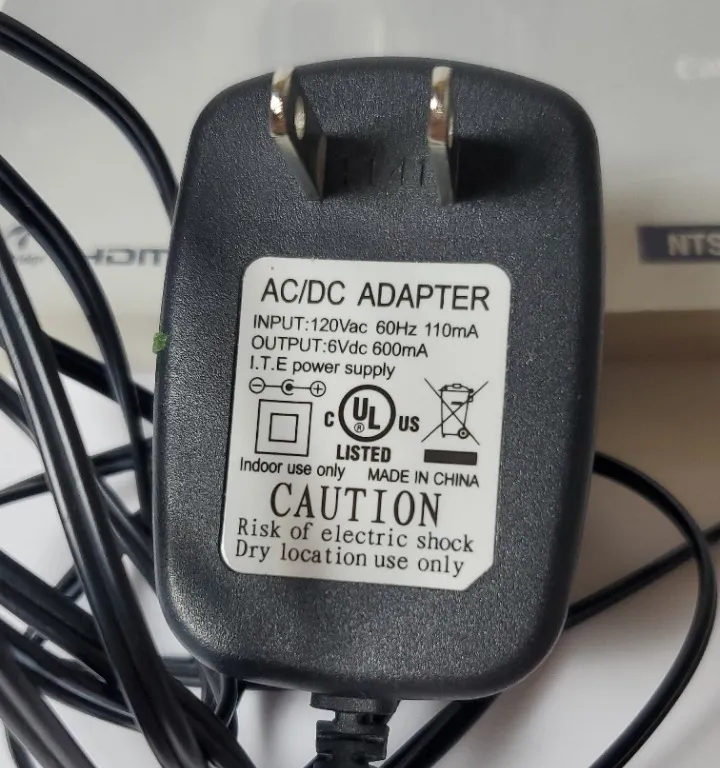 HDMI
NTS
AC/DC ADAPTER
INPUT:120Vac 60Hz 110mA
OUTPUT:6Vdc 600mA
I.T.E power supply
C UL ® US
LISTED
Indoor use only MADE IN CHINA
CAUTION
Risk of electric shock
Dry location use only